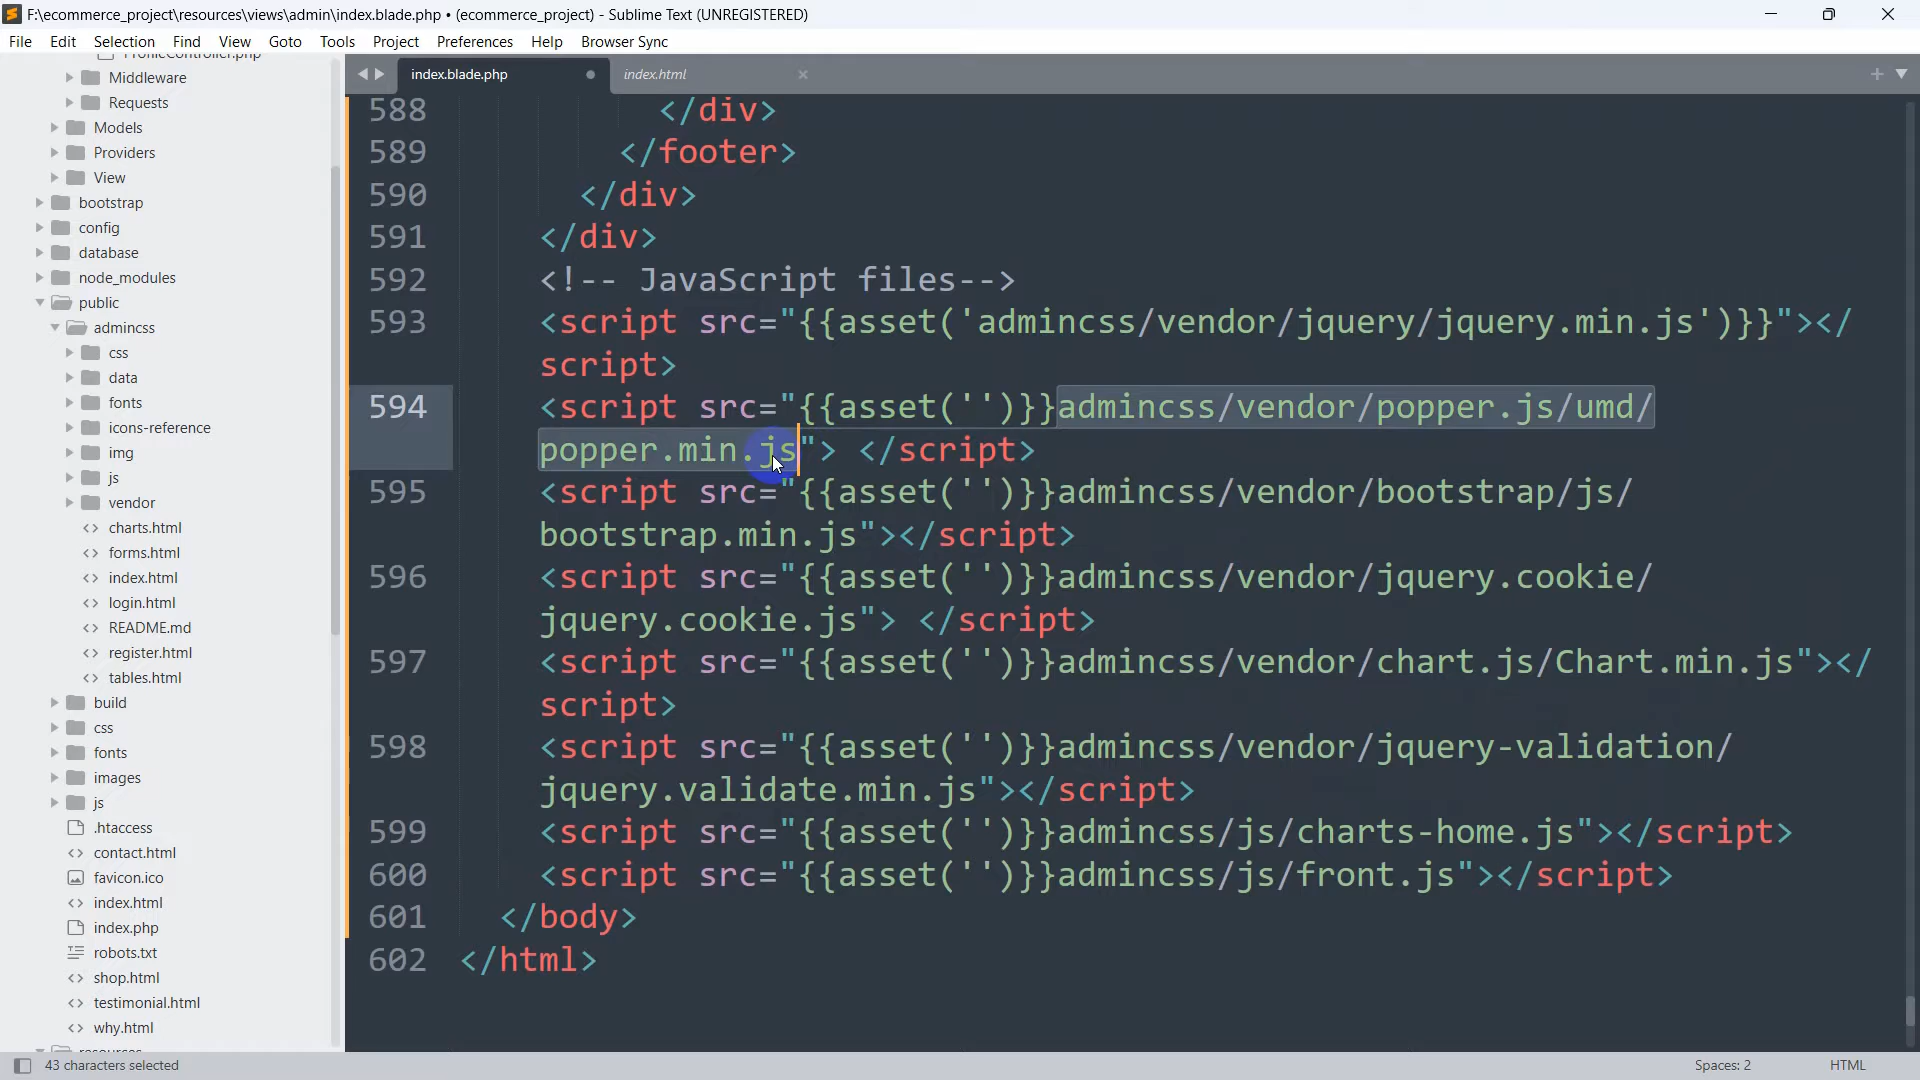 F:\ecommerce_project\resources\views\admin\index.blade.php • (ecommerce_project) - Sublime Text (UNREGISTERED)
File Edit Selection Find View Goto Tools Project Preferences Help Browser Sync
ProfileController.php
Middleware
Requests
Models
Providers
View
bootstrap
config
database
node_modules
public
admincss
css
data
fonts
icons-reference
img
js
vendor
charts.html
forms.html
index.html
login.html
README.md
register.html
tables.html
build
css
fonts
images
js
.htaccess
contact.html
favicon.ico
index.html
index.php
robots.txt
shop.html
testimonial.html
why.html
resources
index.blade.php
index.html
588 </div>
589 </footer>
590 </div>
591 </div>
592 <!-- JavaScript files-->
593 <script src="{{asset('admincss/vendor/jquery/jquery.min.js')}}"></
script>
594 <script src="{{asset('')}}admincss/vendor/popper.js/umd/
popper.min.js"> </script>
595 <script src="{{asset('')}}admincss/vendor/bootstrap/js/
bootstrap.min.js"></script>
596 <script src="{{asset('')}}admincss/vendor/jquery.cookie/
jquery.cookie.js"> </script>
597 <script src="{{asset('')}}admincss/vendor/chart.js/Chart.min.js"></
script>
598 <script src="{{asset('')}}admincss/vendor/jquery-validation/
jquery.validate.min.js"></script>
599 <script src="{{asset('')}}admincss/js/charts-home.js"></script>
600 <script src="{{asset('')}}admincss/js/front.js"></script>
601 </body>
602 </html>
43 characters selected
Spaces: 2
HTML